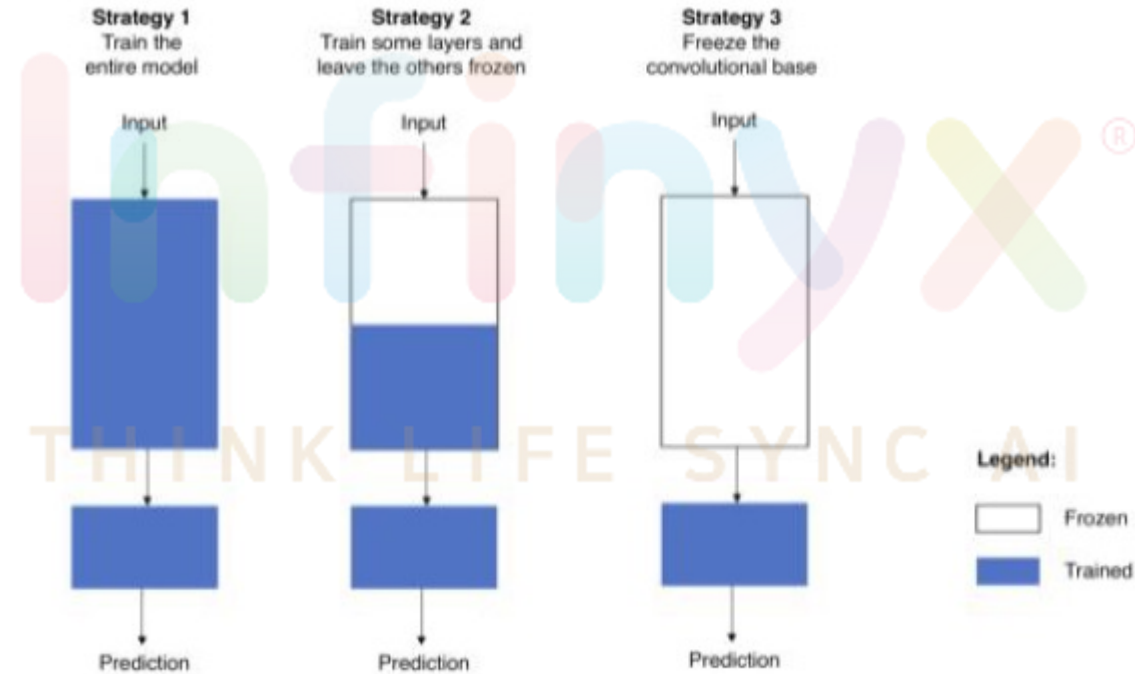 Strategy 1
Train the
entire model
Strategy 2
Train some layers and
leave the others frozen
Strategy 3
Freeze the
convolutional base
Input
Input
Input
Infinyx®
THINK LIFE SYNC AI
Legend:
Frozen
Trained
Prediction
Prediction
Prediction